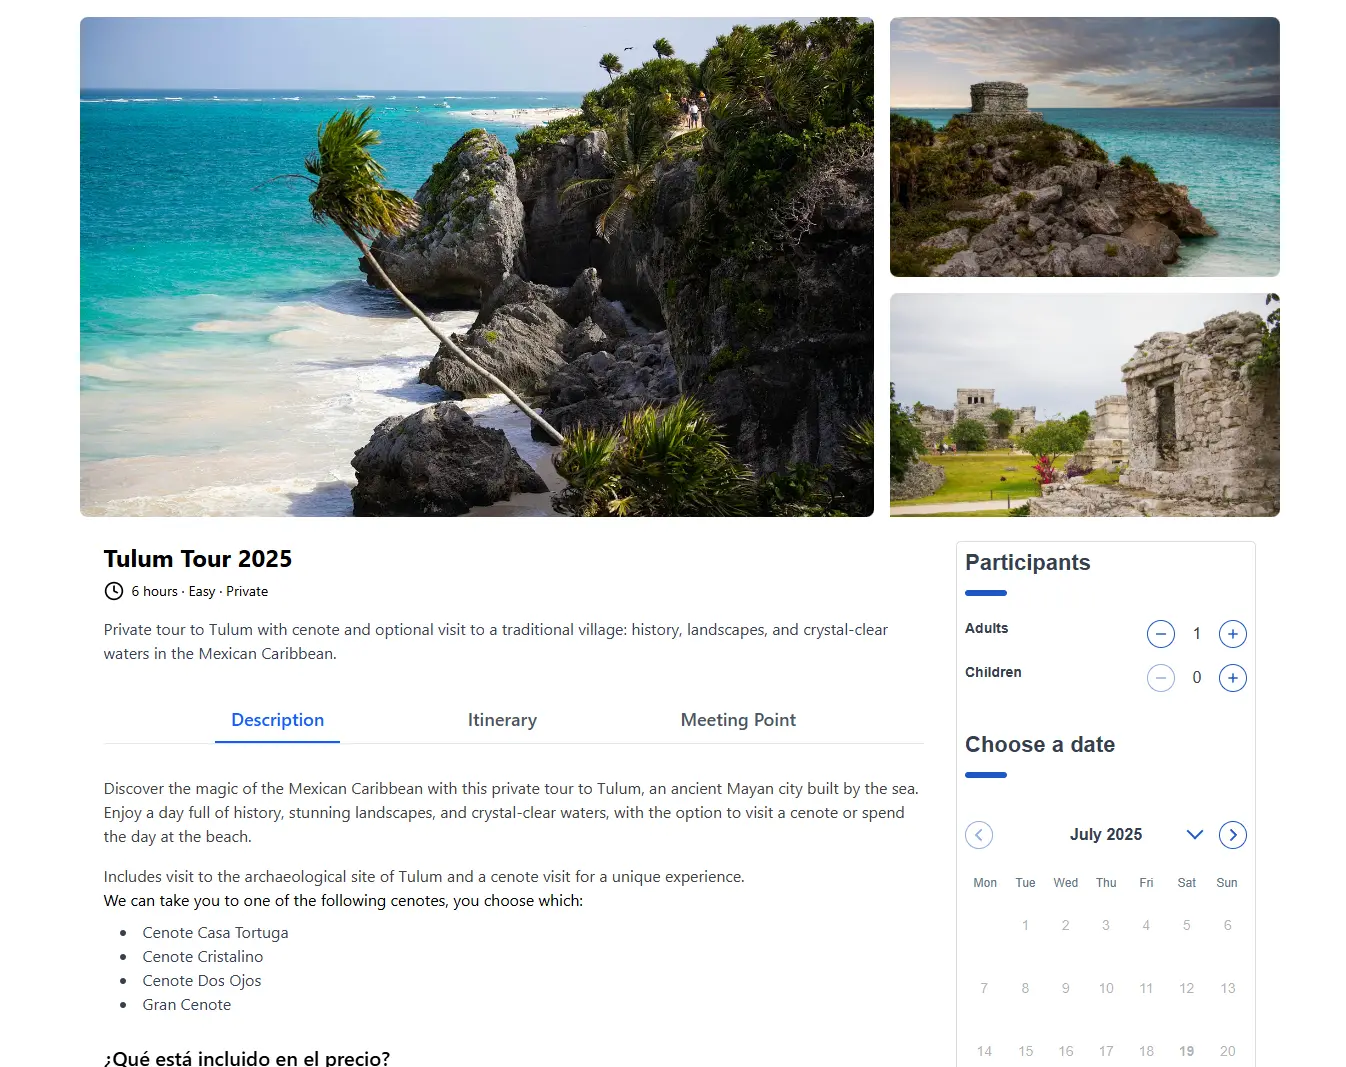 Tulum Tour 2025
6 hours · Easy · Private
Private tour to Tulum with cenote and optional visit to a traditional village: history, landscapes, and crystal-clear
waters in the Mexican Caribbean.
Description Itinerary Meeting Point
Discover the magic of the Mexican Caribbean with this private tour to Tulum, an ancient Mayan city built by the sea.
Enjoy a day full of history, stunning landscapes, and crystal-clear waters, with the option to visit a cenote or spend
the day at the beach.
Includes visit to the archaeological site of Tulum and a cenote visit for a unique experience.
We can take you to one of the following cenotes, you choose which:
• Cenote Casa Tortuga
• Cenote Cristalino
• Cenote Dos Ojos
• Gran Cenote
¿Qué está incluido en el precio?
Participants
Adults 1
Children 0
Choose a date
July 2025
Mon Tue Wed Thu Fri Sat Sun
1 2 3 4 5 6
7 8 9 10 11 12 13
14 15 16 17 18 19 20